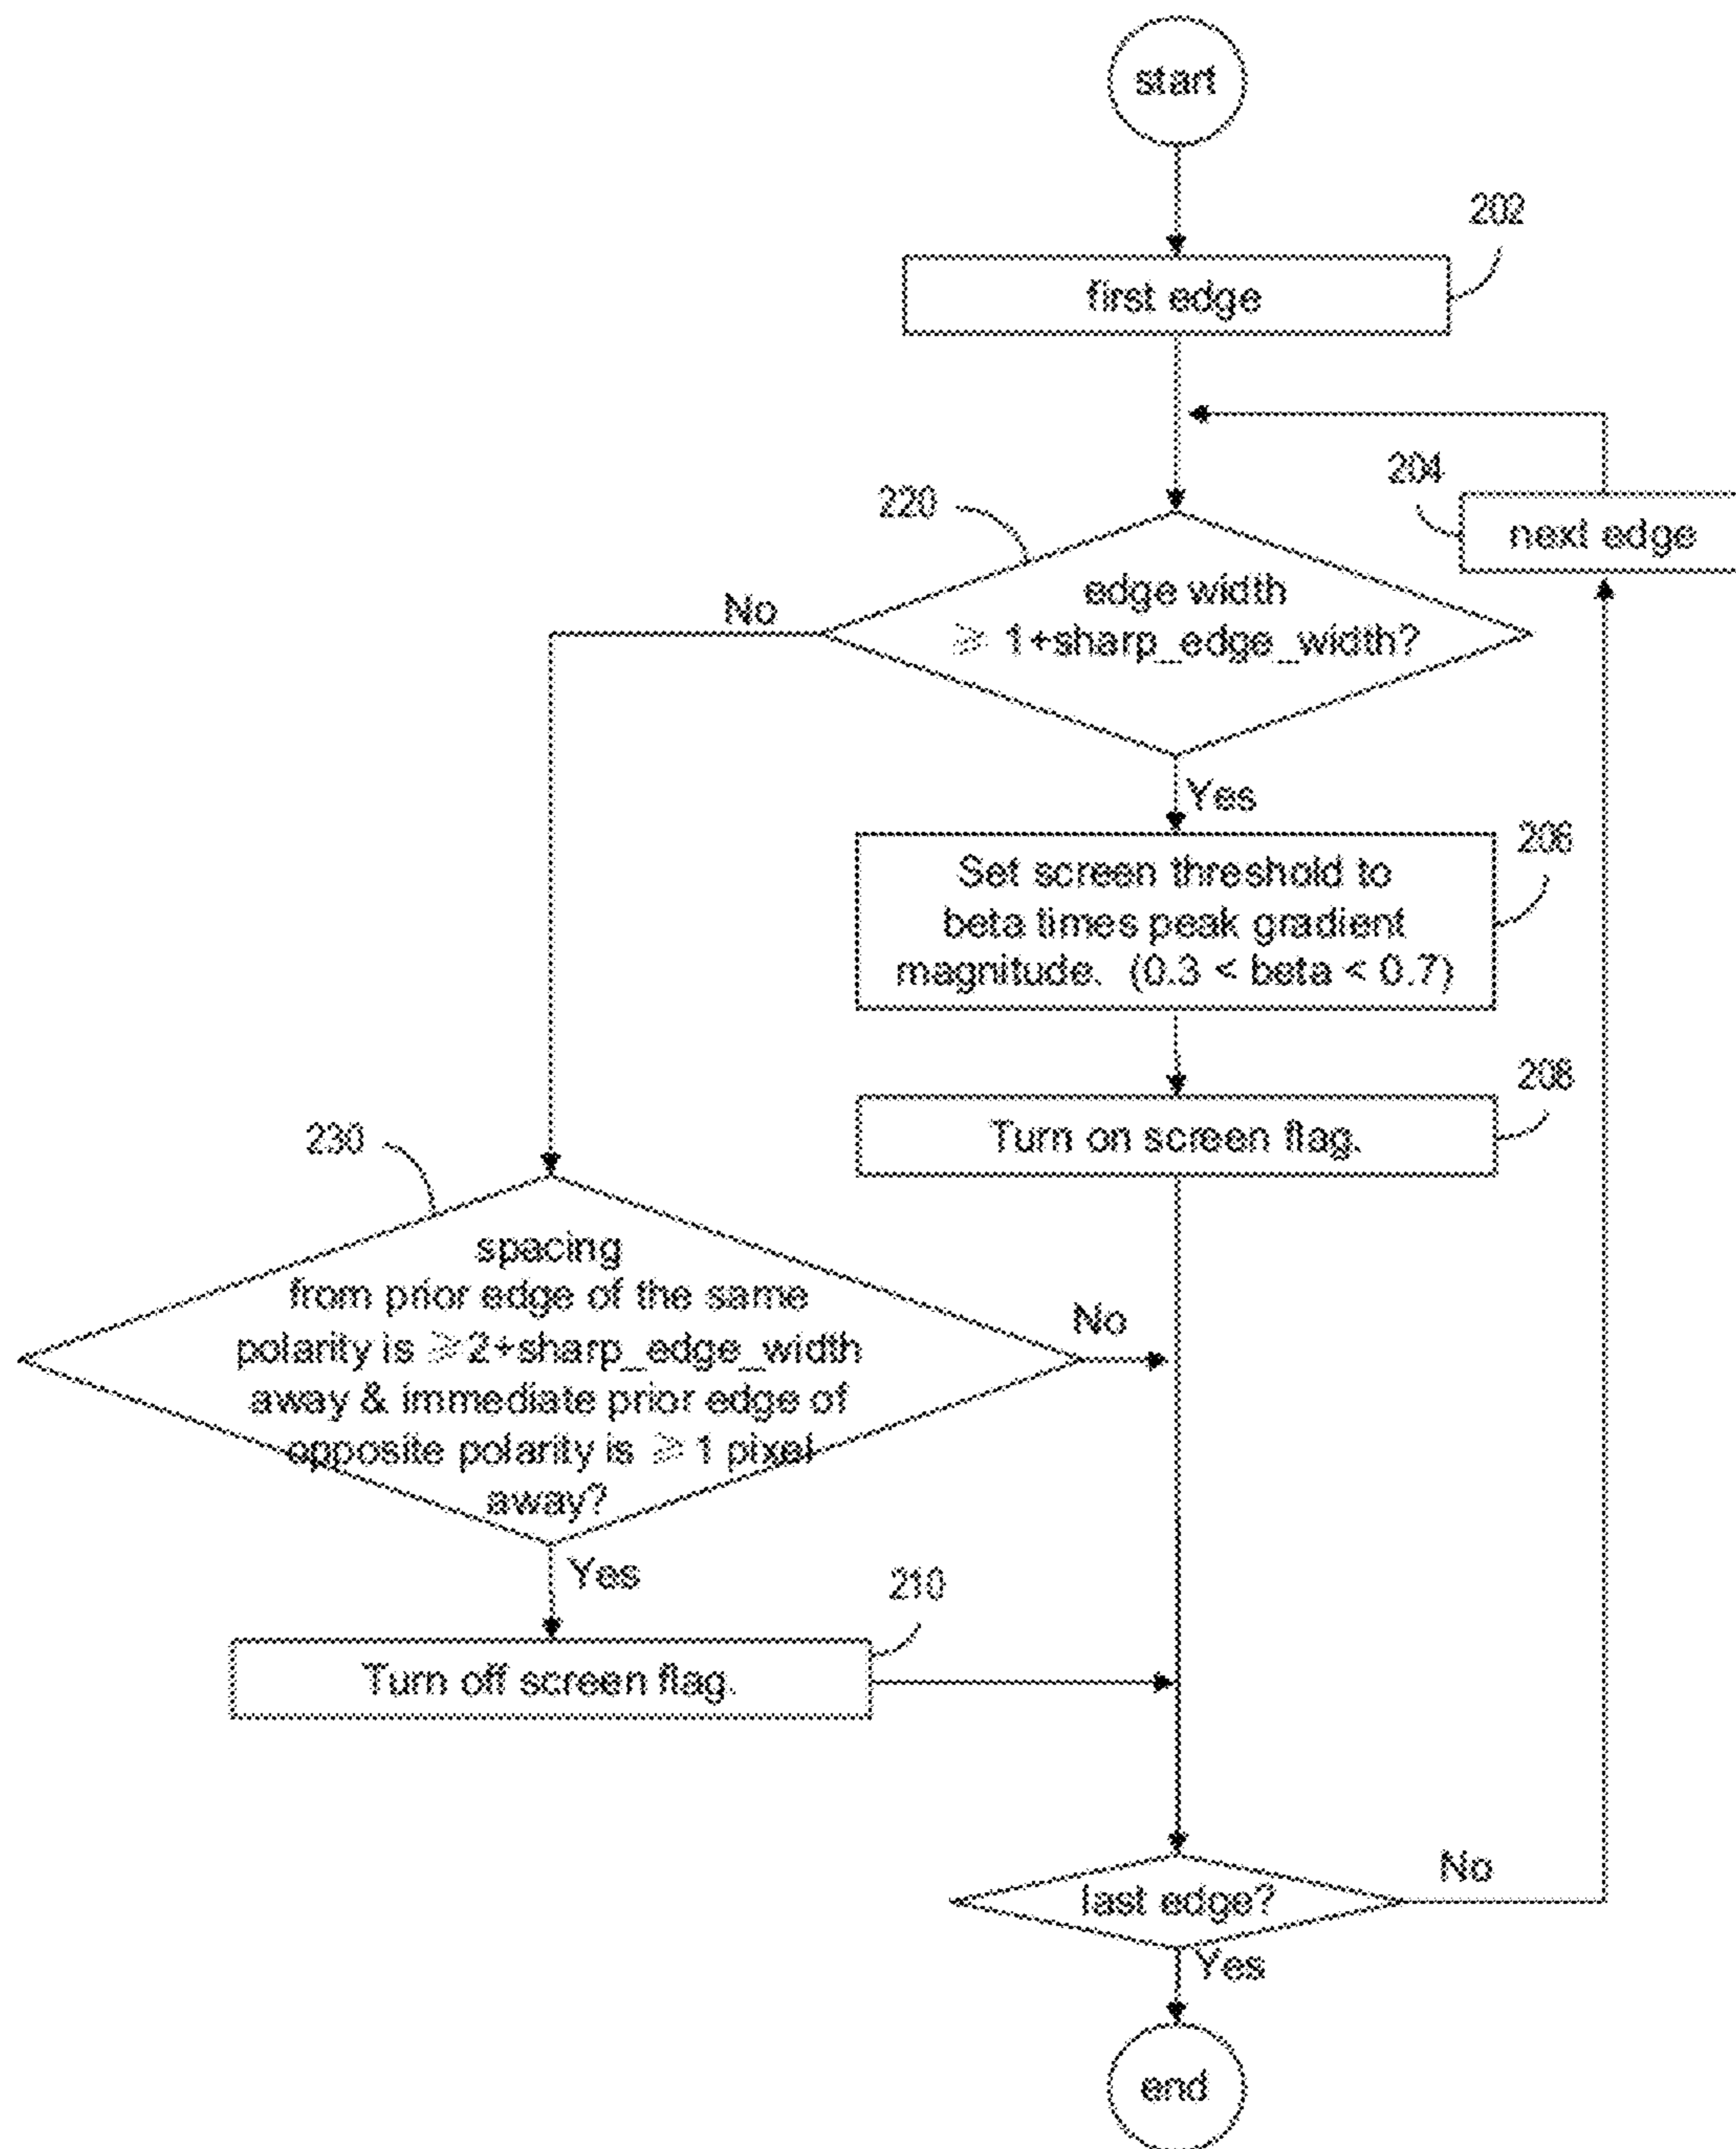 start
202
first edge
204
next edge
220
edge width
≥ 1+sharp_edge_width?
No
Yes
206
Set screen threshold to
beta times peak gradient
magnitude. (0.3 < beta < 0.7)
208
Turn on screen flag.
230
spacing
from prior edge of the same
polarity is ≥2+sharp_edge_width
away & immediate prior edge of
opposite polarity is ≥ 1 pixel
away?
No
Yes
210
Turn off screen flag.
last edge?
No
Yes
end